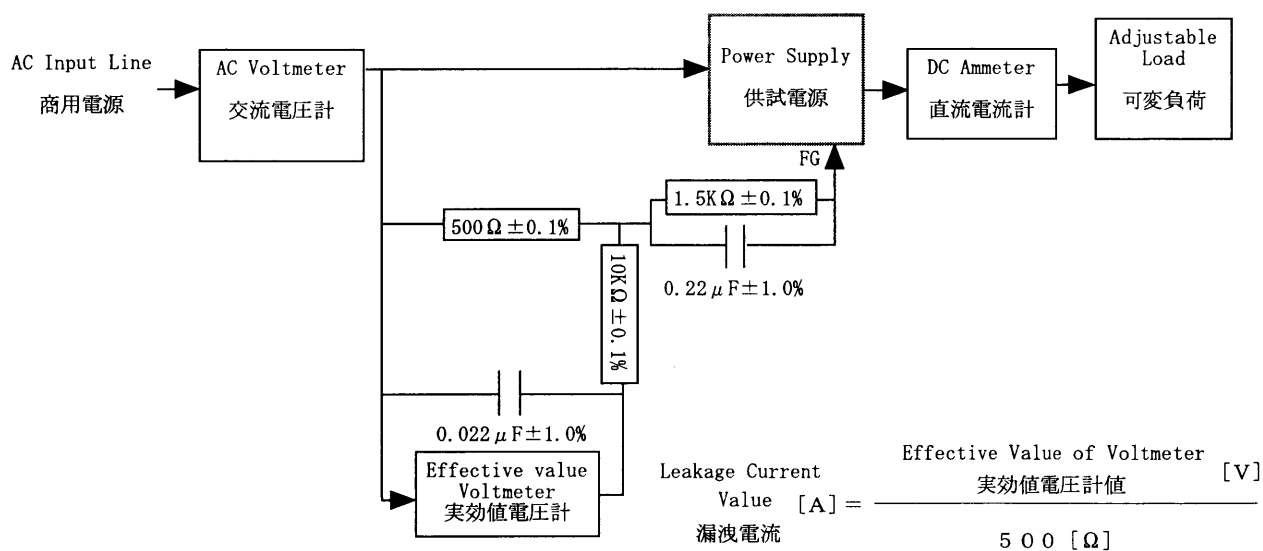 AC Input Line
商用電源
AC Voltmeter
交流電圧計
Power Supply
供試電源
DC Ammeter
直流電流計
Adjustable
Load
可変負荷
FG
1.5KΩ±0.1%
500Ω±0.1%
10KΩ±0.1%
0.22μF±1.0%
0.022μF±1.0%
Effective value
Voltmeter
実効値電圧計
Leakage Current
Value [A]=
漏洩電流
Effective Value of Voltmeter
実効値電圧計値
[V]
500[Ω]